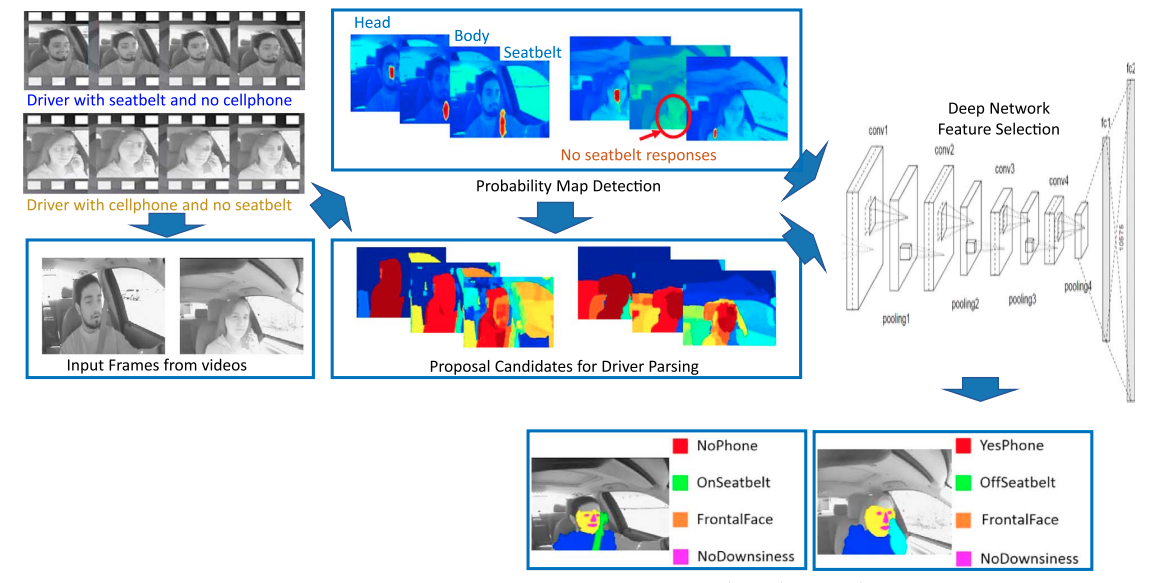 Driver with seatbelt and no cellphone
Driver with cellphone and no seatbelt
Input Frames from videos
Head
Body
Seatbelt
No seatbelt responses
Probability Map Detection
Proposal Candidates for Driver Parsing
Deep Network
Feature Selection
conv1
conv2
conv3
conv4
pooling1
pooling2
pooling3
pooling4
fc1
fc2
NoPhone
OnSeatbelt
FrontalFace
NoDownsiness
YesPhone
OffSeatbelt
FrontalFace
NoDownsiness